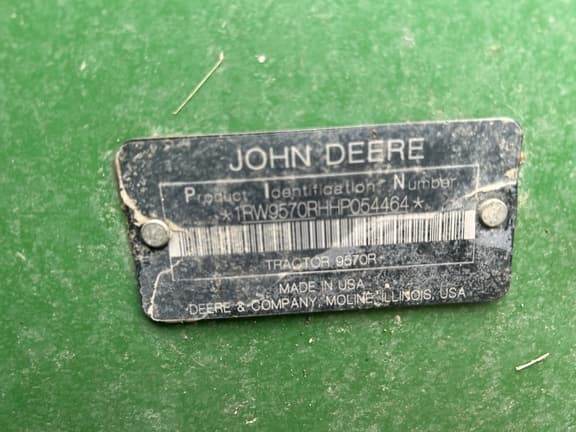 JOHN DEERE
Product Identification Number
*1RW9570RHHP054464*
TRACTOR 9570R
MADE IN USA
DEERE & COMPANY, MOLINE, ILLINOIS, USA